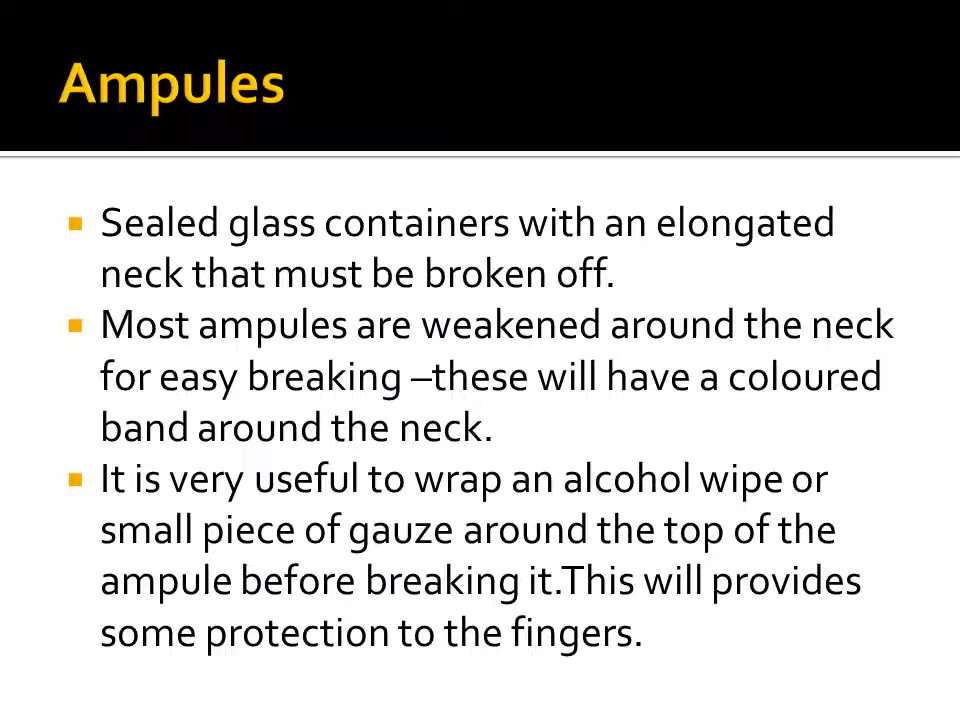 Ampules
Sealed glass containers with an elongated
neck that must be broken off.
Most ampules are weakened around the neck
for easy breaking –these will have a coloured
band around the neck.
It is very useful to wrap an alcohol wipe or
small piece of gauze around the top of the
ampule before breaking it.This will provides
some protection to the fingers.